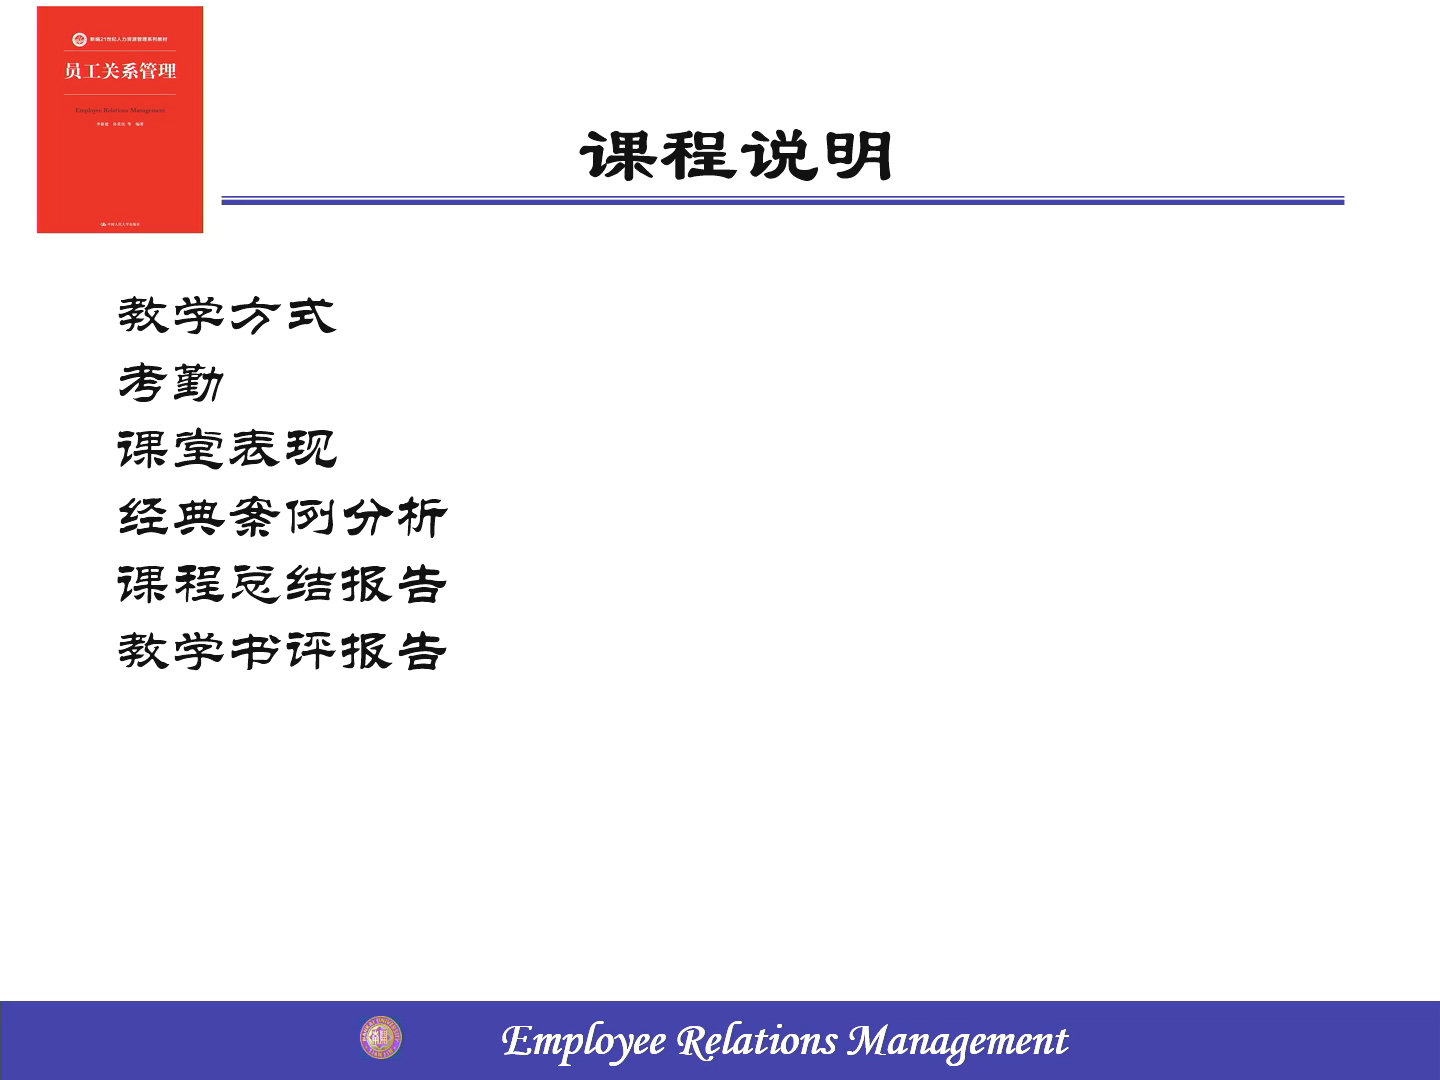 新编21世纪人力资源管理系列教材
员工关系管理
Employee Relations Management
课程说明
教学方式
考勤
课堂表现
经典案例分析
课程总结报告
教学书评报告
Employee Relations Management